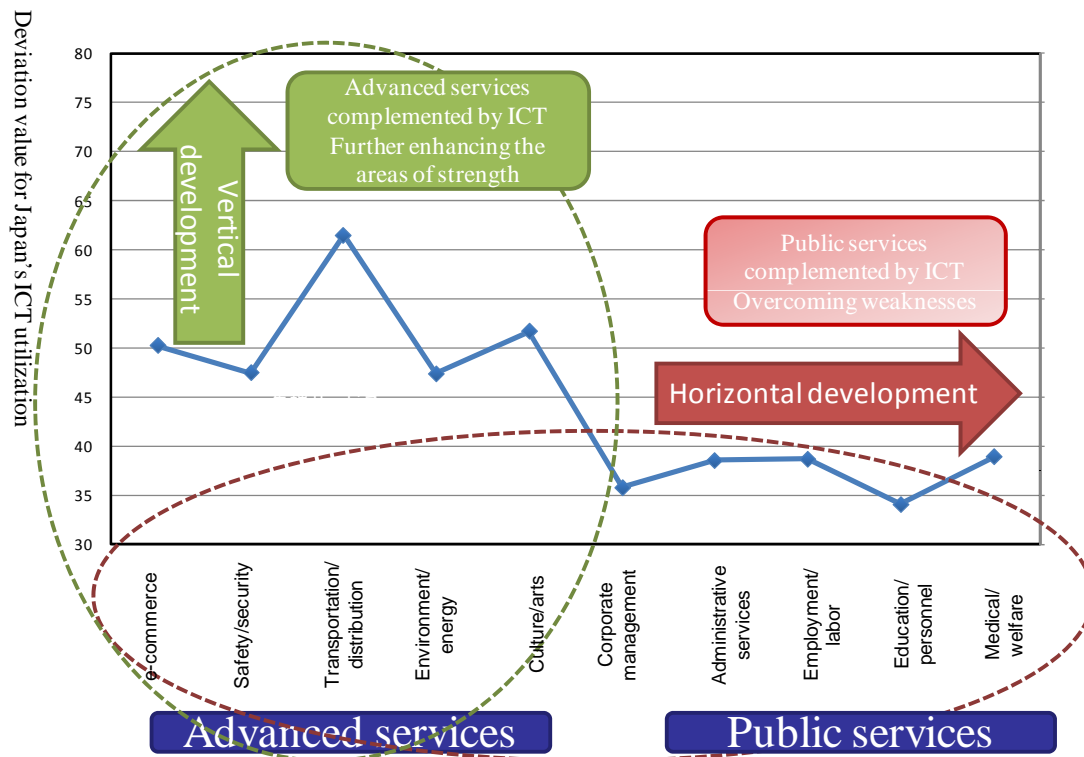 Deviation value for Japan's ICT utilization
80
75
70
65
60
55
50
45
40
35
30
Vertical
development
Advanced services
complemented by ICT
Further enhancing the
areas of strength
Public services
complemented by ICT
Overcoming weaknesses
Horizontal development
e-commerce
Safety/security
Transportation/
distribution
Environment/
energy
Culture/arts
Corporate
management
Administrative
services
Employment/
labor
Education/
personnel
Medical/
welfare
Advanced services
Public services